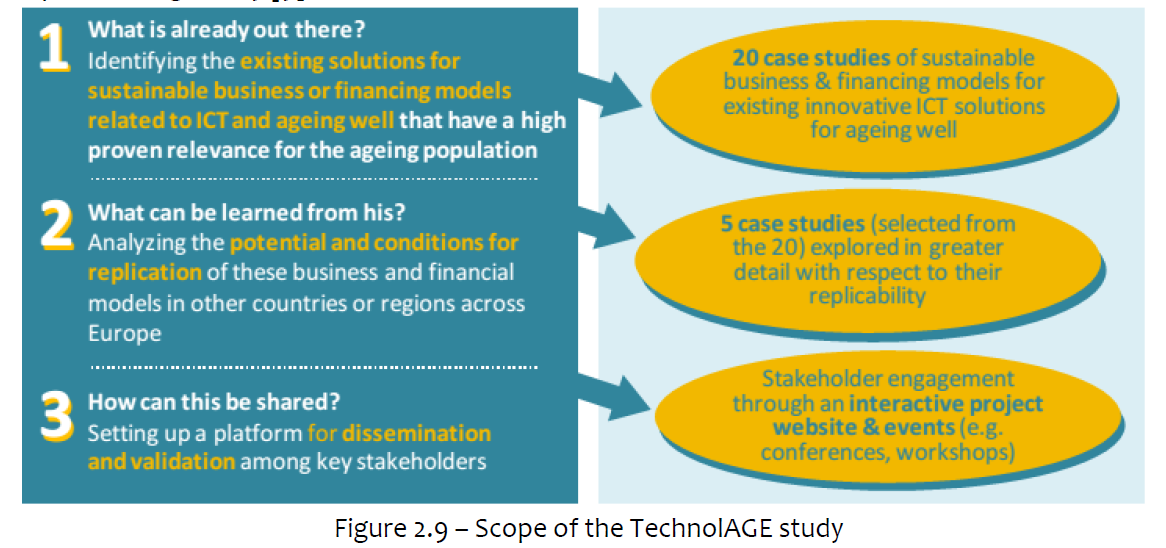 1 What is already out there?
Identifying the existing solutions for
sustainable business or financing models
related to ICT and ageing well that have a high
proven relevance for the ageing population
20 case studies of sustainable
business & financing models for
existing innovative ICT solutions
for ageing well
2 What can be learned from his?
Analyzing the potential and conditions for
replication of these business and financial
models in other countries or regions across
Europe
5 case studies (selected from
the 20) explored in greater
detail with respect to their
replicability
3 How can this be shared?
Setting up a platform for dissemination
and validation among key stakeholders
Stakeholder engagement
through an interactive project
website & events (e.g.
conferences, workshops)
Figure 2.9 – Scope of the TechnolAGE study